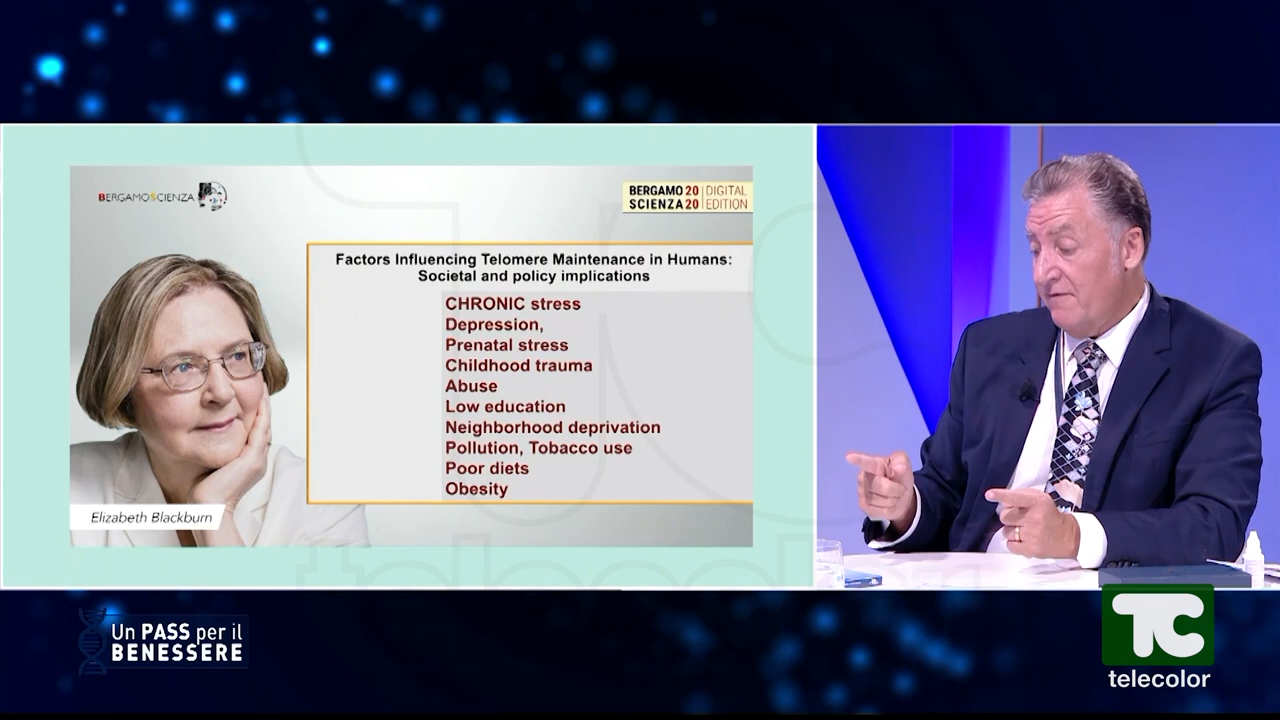 BERGAMOSCIENZA
BERGAMO 20 DIGITAL
SCIENZA 20 EDITION
Factors Influencing Telomere Maintenance in Humans:
Societal and policy implications
CHRONIC stress
Depression,
Prenatal stress
Childhood trauma
Abuse
Low education
Neighborhood deprivation
Pollution, Tobacco use
Poor diets
Obesity
Elizabeth Blackburn
telecolor
Un PASS per il
BENESSERE
TC
telecolor